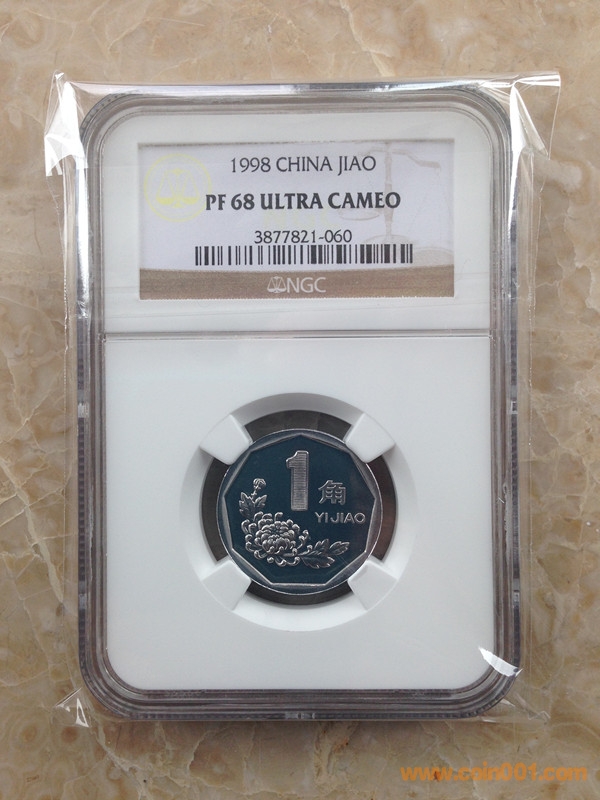 1998 CHINA JIAO
PF 68 ULTRA CAMEO
3877821-060
NGC
1 角
YI JIAO
www.coin001.com